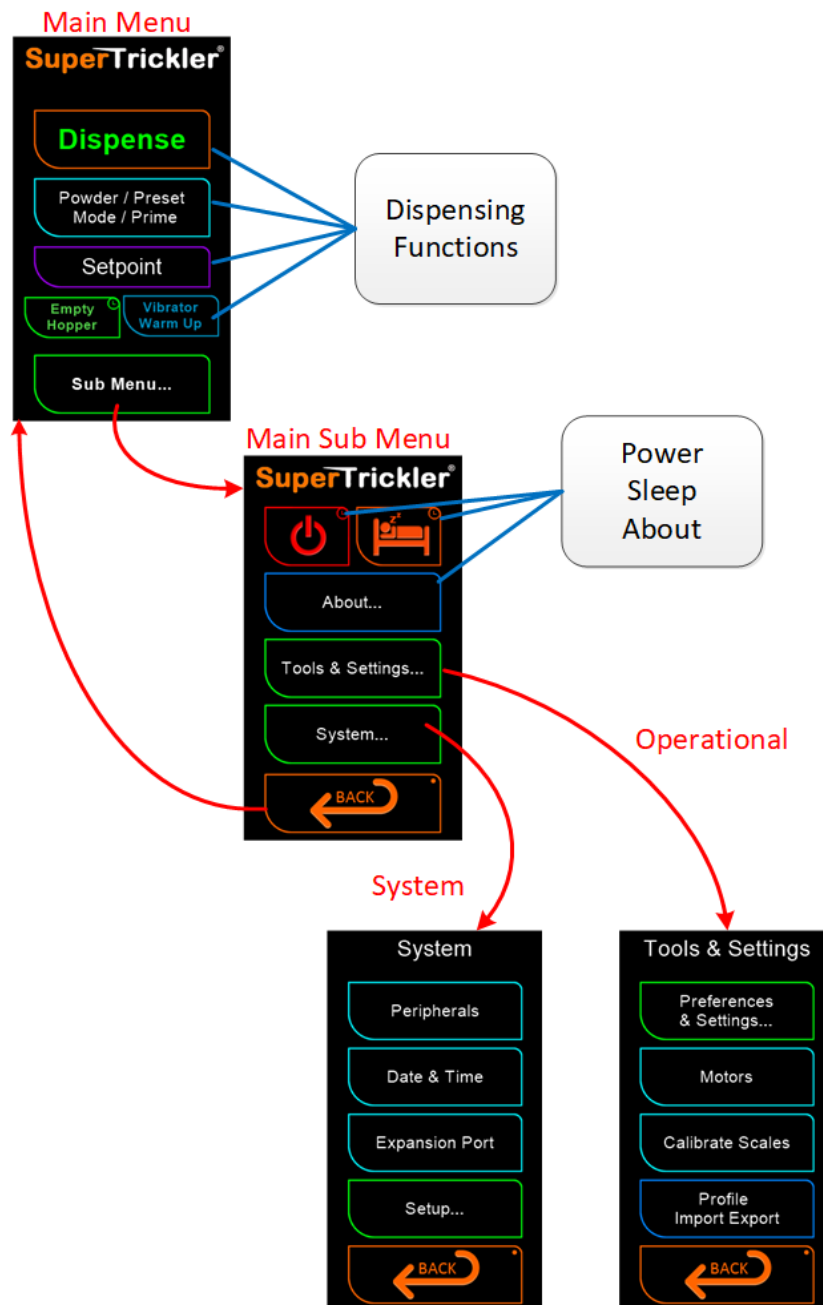 Main Menu
SuperTrickler®
Dispense
Powder / Preset
Mode / Prime
Setpoint
Empty
Hopper
Vibrator
Warm Up
Sub Menu...
Dispensing
Functions
Main Sub Menu
SuperTrickler®
zz
About...
Tools & Settings...
System...
BACK
Power
Sleep
About
Operational
System
System
Peripherals
Date & Time
Expansion Port
Setup...
BACK
Tools & Settings
Preferences
& Settings...
Motors
Calibrate Scales
Profile
Import Export
BACK